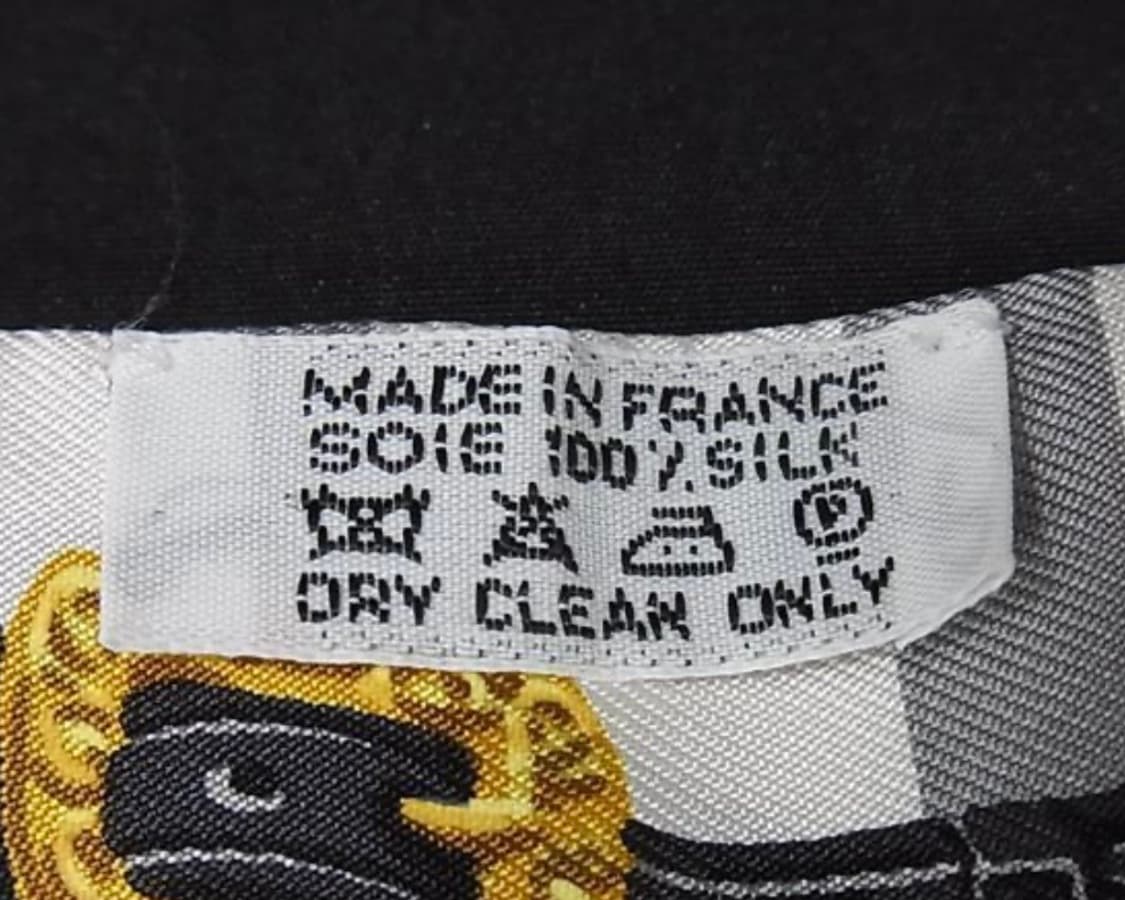 MADE IN FRANCE
SOIE 100% SILK
P
DRY CLEAN ONLY